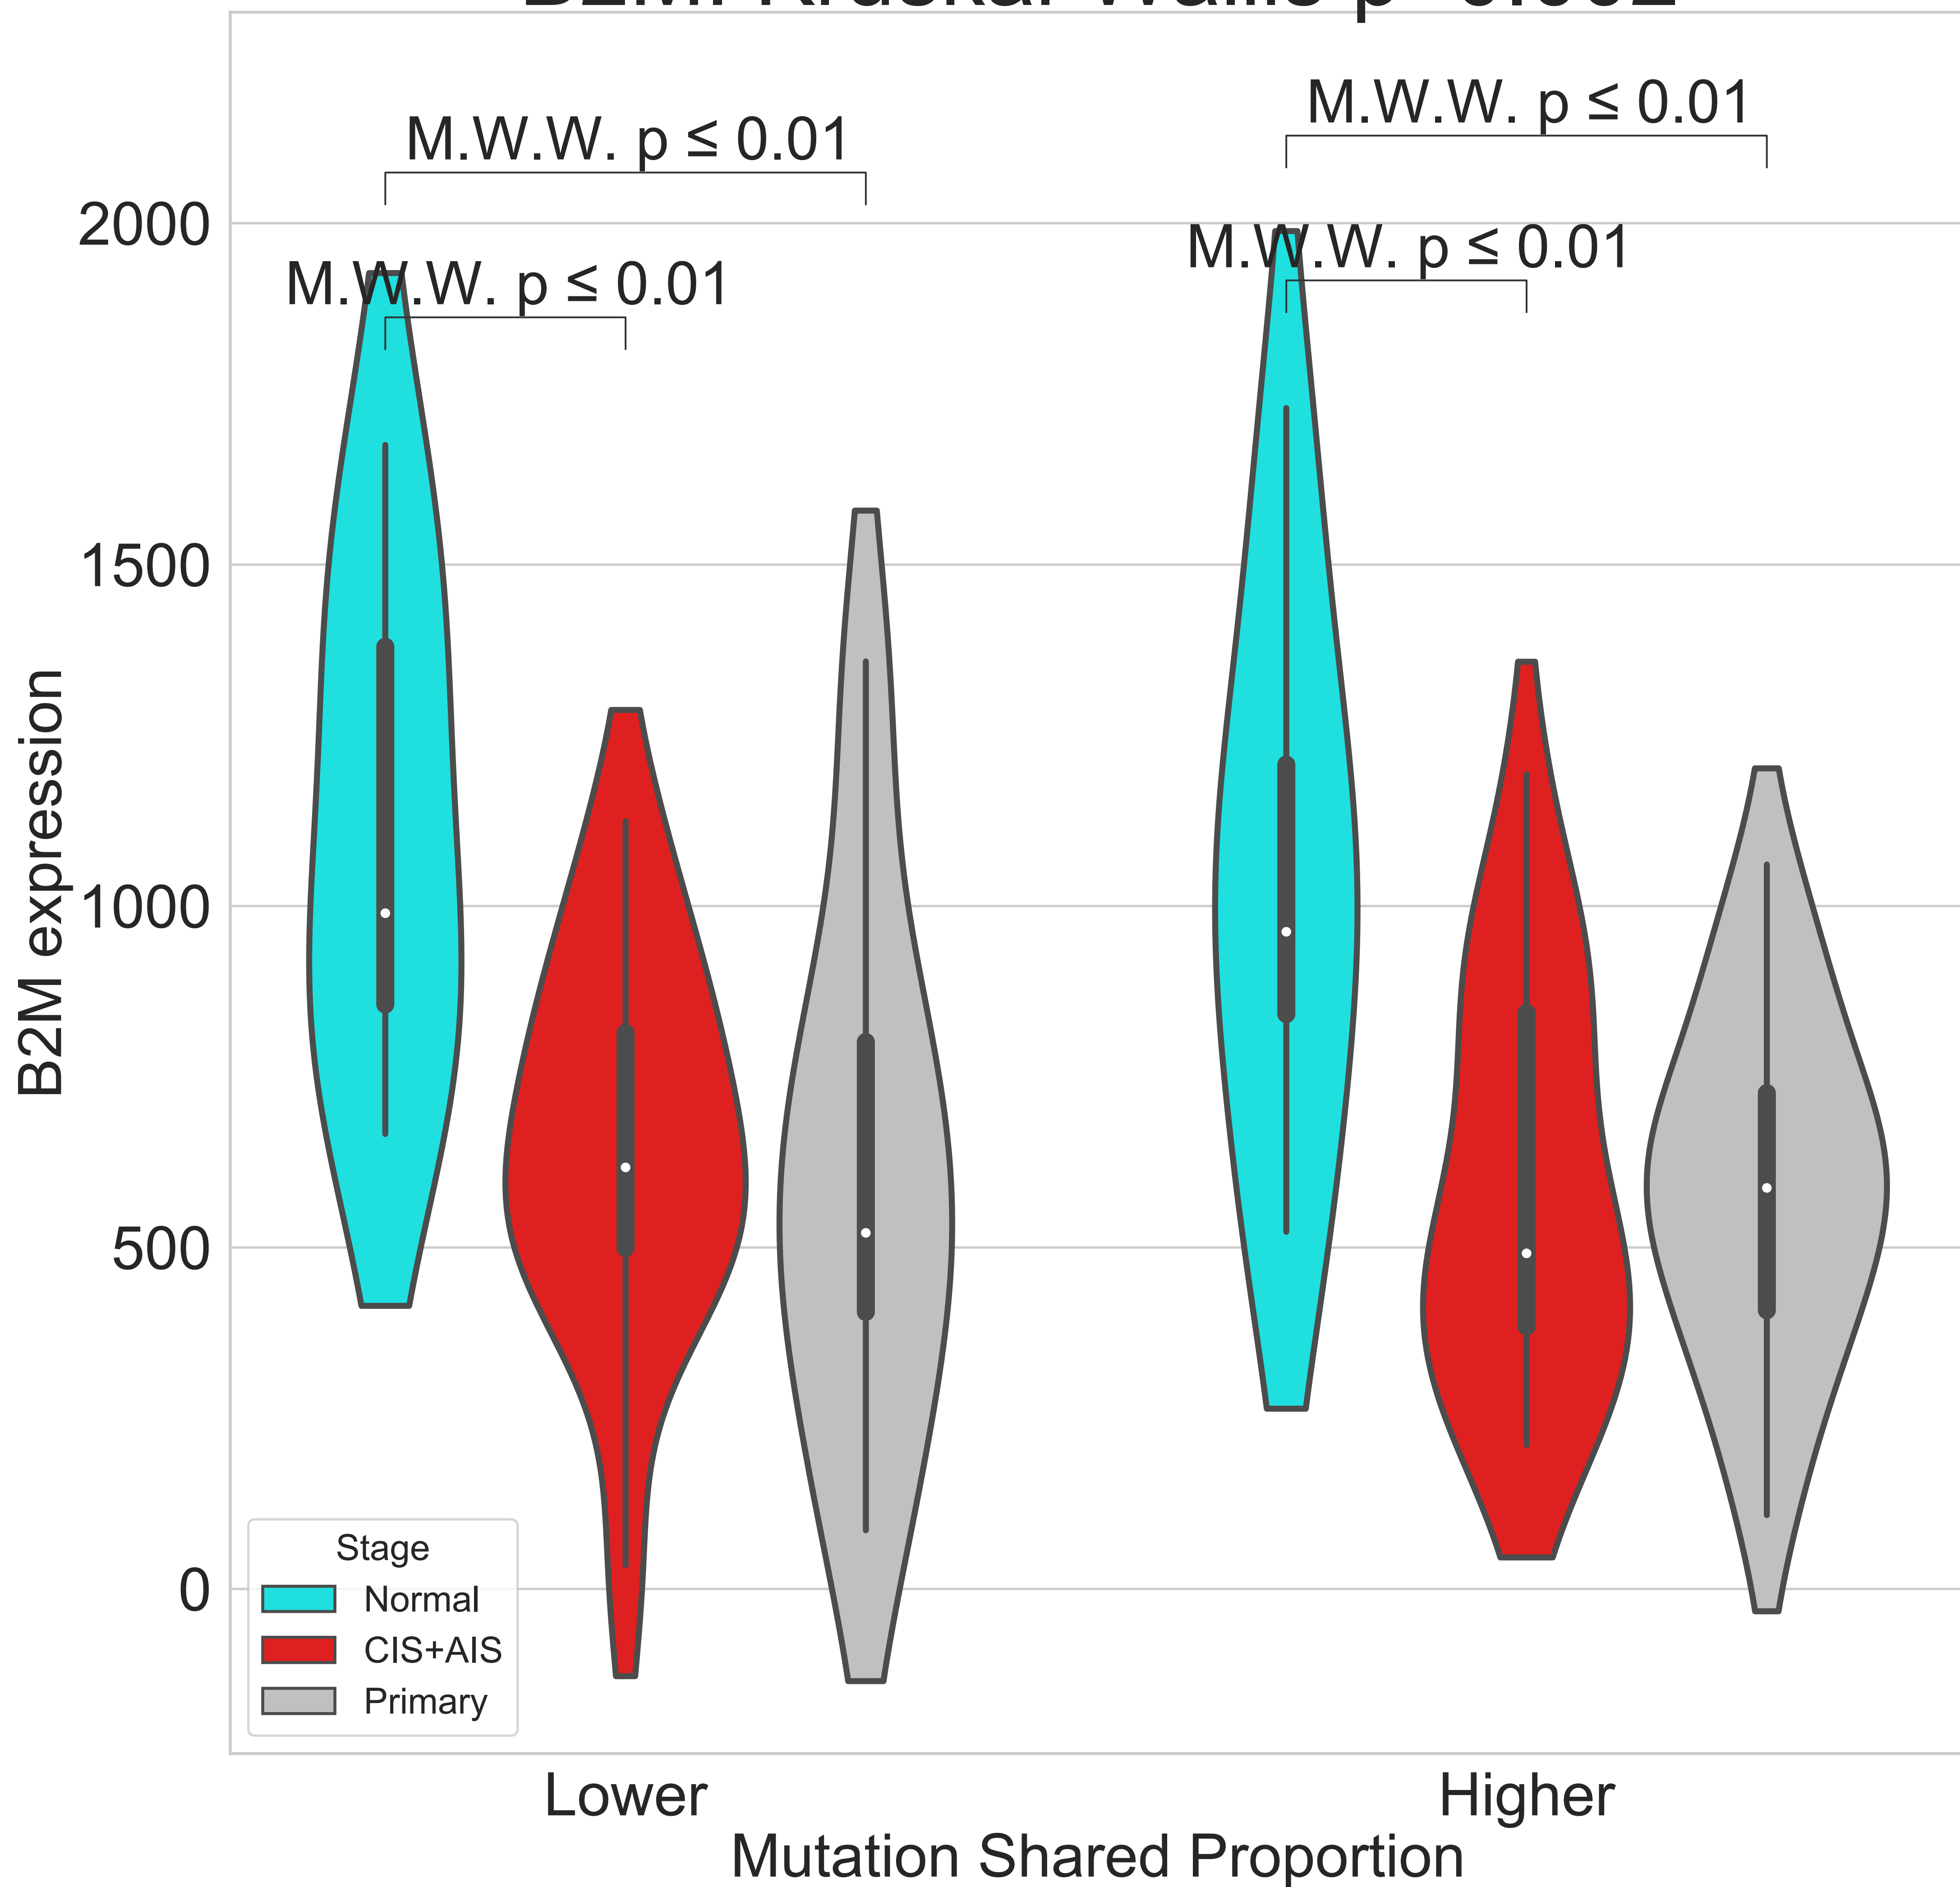 M.W.W. p ≤ 0.01
M.W.W. p ≤ 0.01
M.W.W. p ≤ 0.01
M.W.W. p ≤ 0.01
2000
1500
1000
500
0
B2M expression
Stage
Normal
CIS+AIS
Primary
Lower
Higher
Mutation Shared Proportion